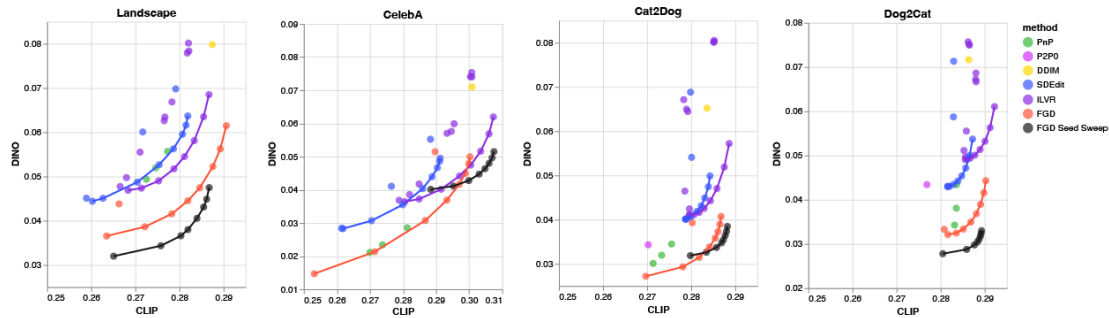 Landscape
DINO
0.08
0.07
0.06
0.05
0.04
0.03
0.25
0.26
0.27
0.28
0.29
CLIP
CelebA
DINO
0.09
0.08
0.07
0.06
0.05
0.04
0.03
0.02
0.01
0.25
0.26
0.27
0.28
0.29
0.30
0.31
CLIP
Cat2Dog
DINO
0.08
0.07
0.06
0.05
0.04
0.03
0.25
0.26
0.27
0.28
0.29
CLIP
Dog2Cat
DINO
0.08
0.07
0.06
0.05
0.04
0.03
0.02
0.25
0.26
0.27
0.28
0.29
CLIP
method
PnP
P2P0
DDIM
SDEdit
ILVR
FGD
FGD Seed Sweep